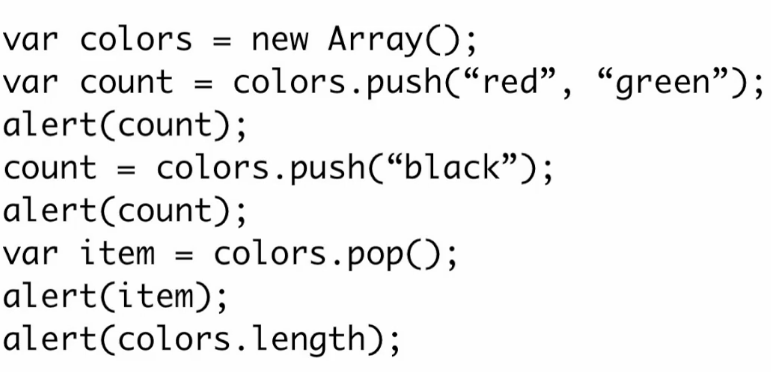 var colors = new Array();
var count = colors.push(“red”, “green”);
alert(count);
count = colors.push(“black”);
alert(count);
var item = colors.pop();
alert(item);
alert(colors.length);